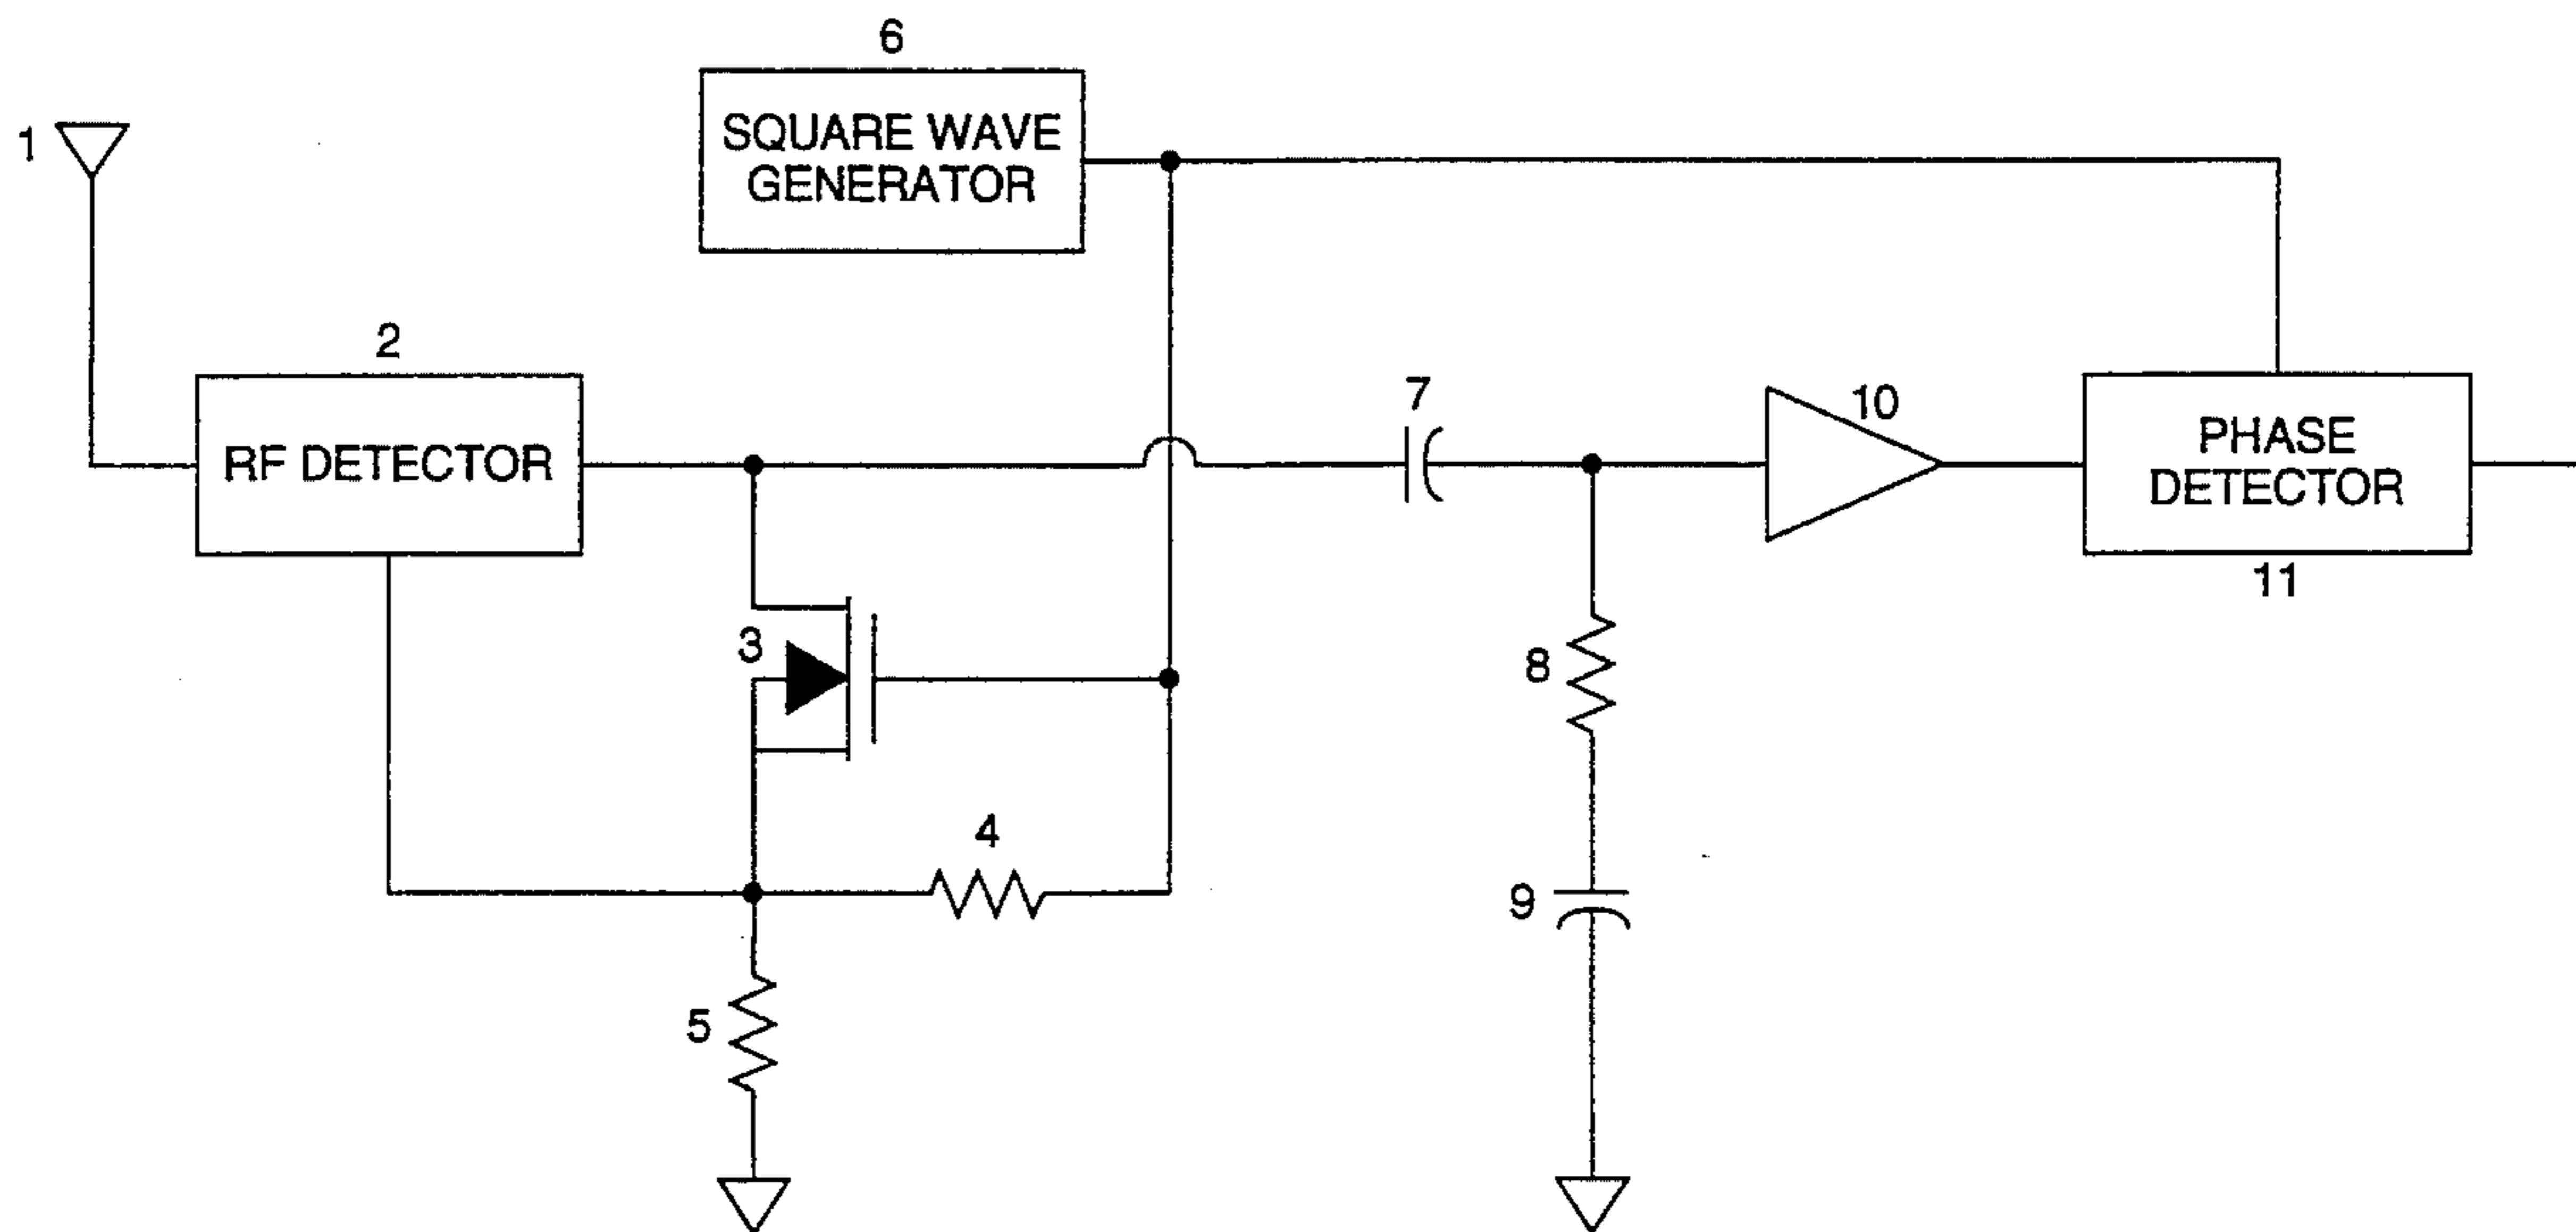 6
SQUARE WAVE
GENERATOR
1
2
RF DETECTOR
7
10
PHASE
DETECTOR
11
3
8
4
9
5